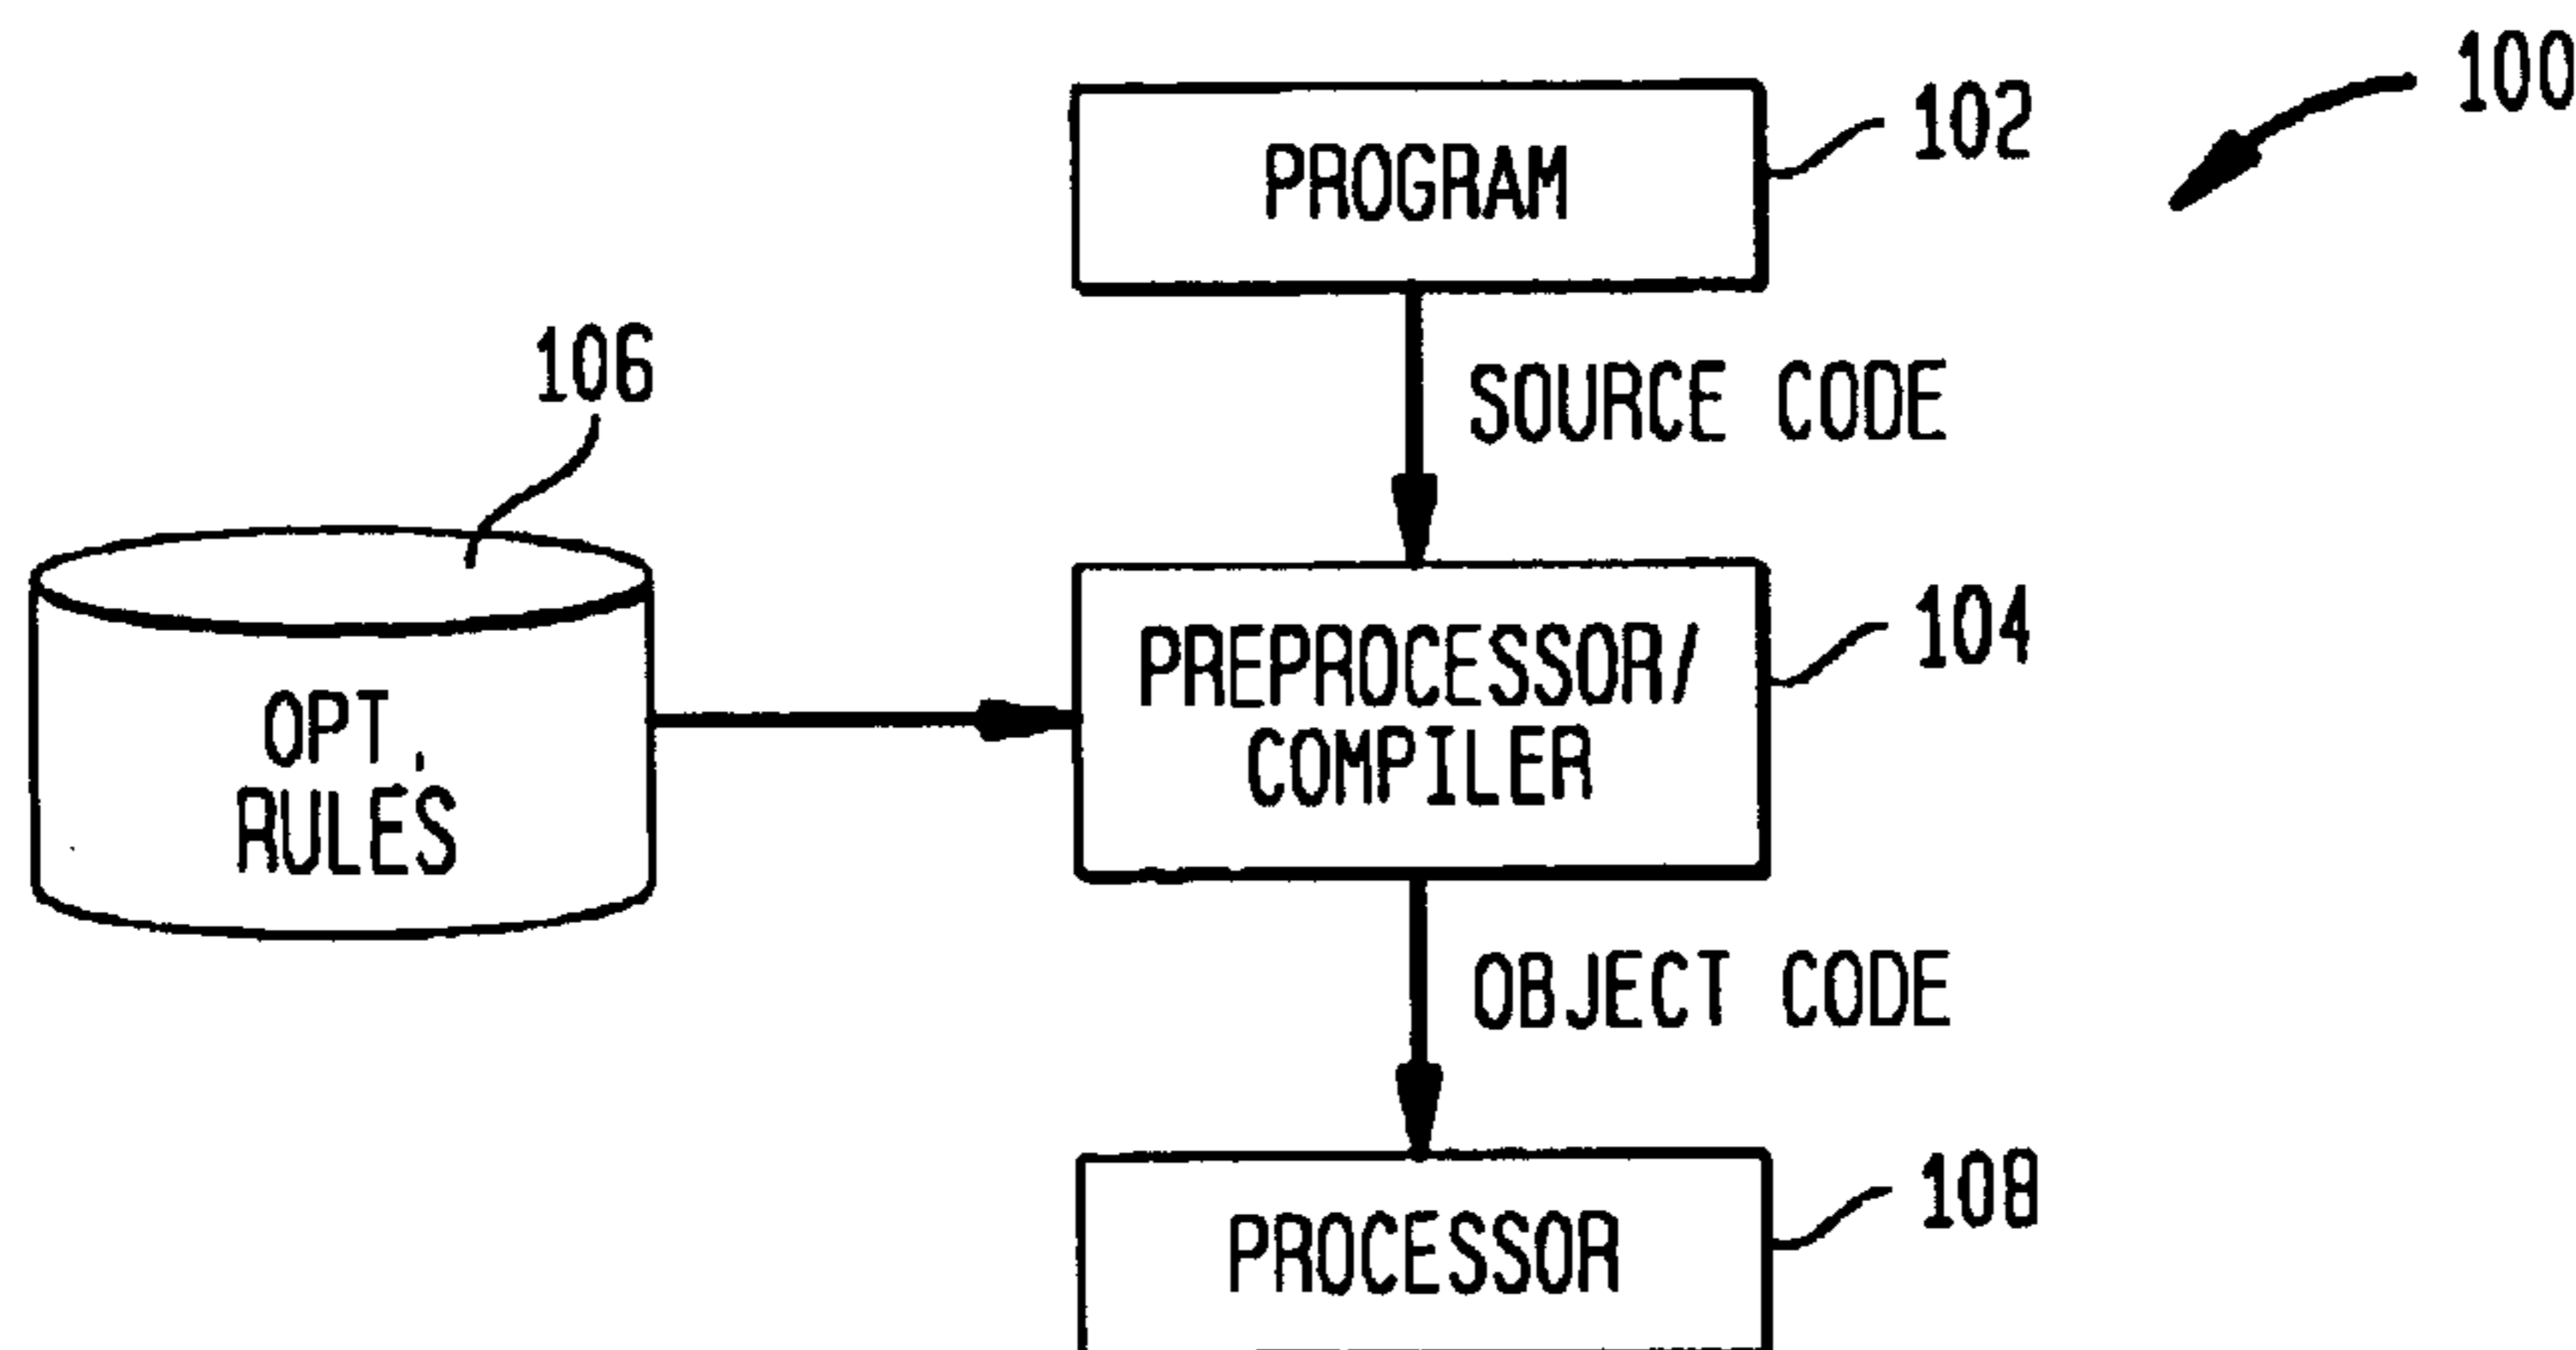 100
PROGRAM
102
SOURCE CODE
106
OPT.
RULES
PREPROCESSOR/
COMPILER
104
OBJECT CODE
PROCESSOR
108